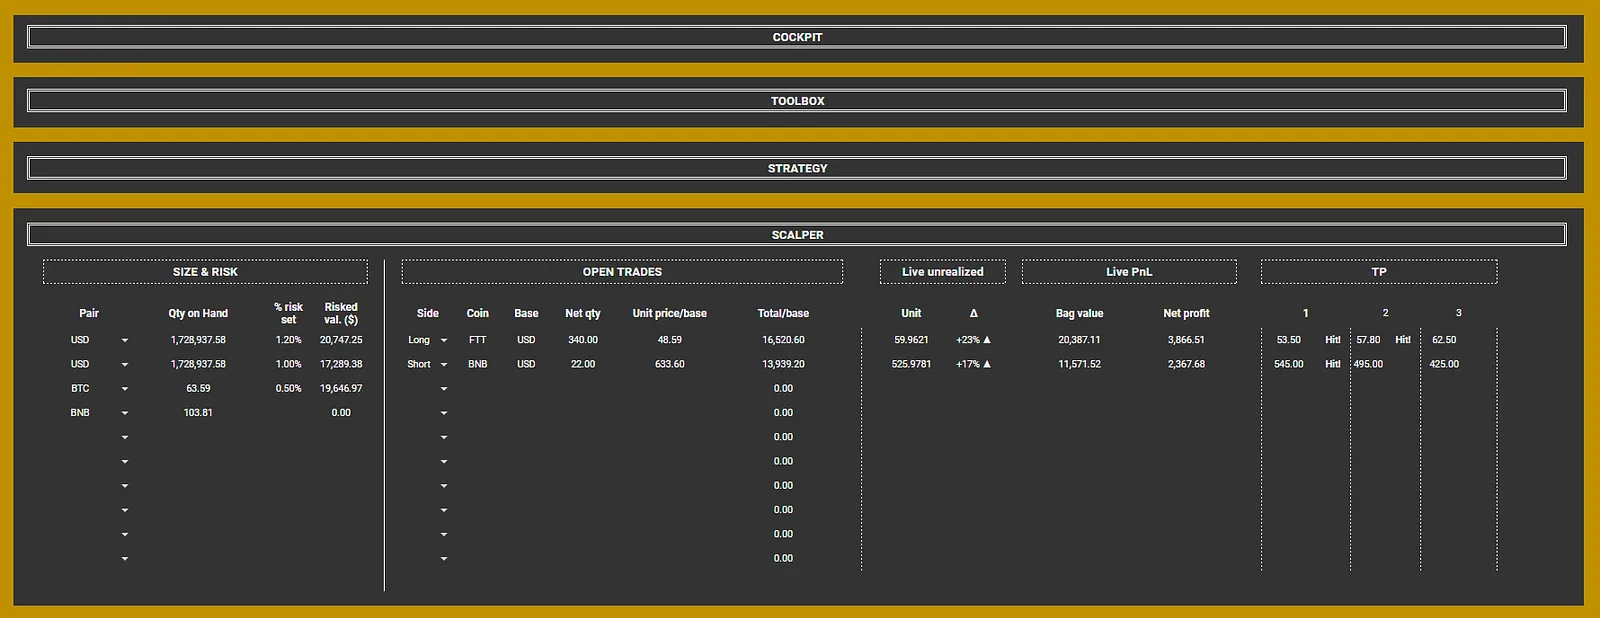 COCKPIT
TOOLBOX
STRATEGY
SCALPER
SIZE & RISK OPEN TRADES Live unrealized Live PnL TP
Pair Qty on Hand % risk set Risked val. ($) Side Coin Base Net qty Unit price/base Total/base Unit Δ Bag value Net profit 1 2 3
USD 1,728,937.58 1.20% 20,747.25 Long FTT USD 340.00 48.59 16,520.60 59.9621 +23% ▲ 20,387.11 3,866.51 53.50 Hit! 57.80 Hit! 62.50
USD 1,728,937.58 1.00% 17,289.38 Short BNB USD 22.00 633.60 13,939.20 525.9781 +17% ▲ 11,571.52 2,367.68 545.00 Hit! 495.00 425.00
BTC 63.59 0.50% 19,646.97 0.00
BNB 103.81 0.00 0.00
0.00
0.00
0.00
0.00
0.00
0.00